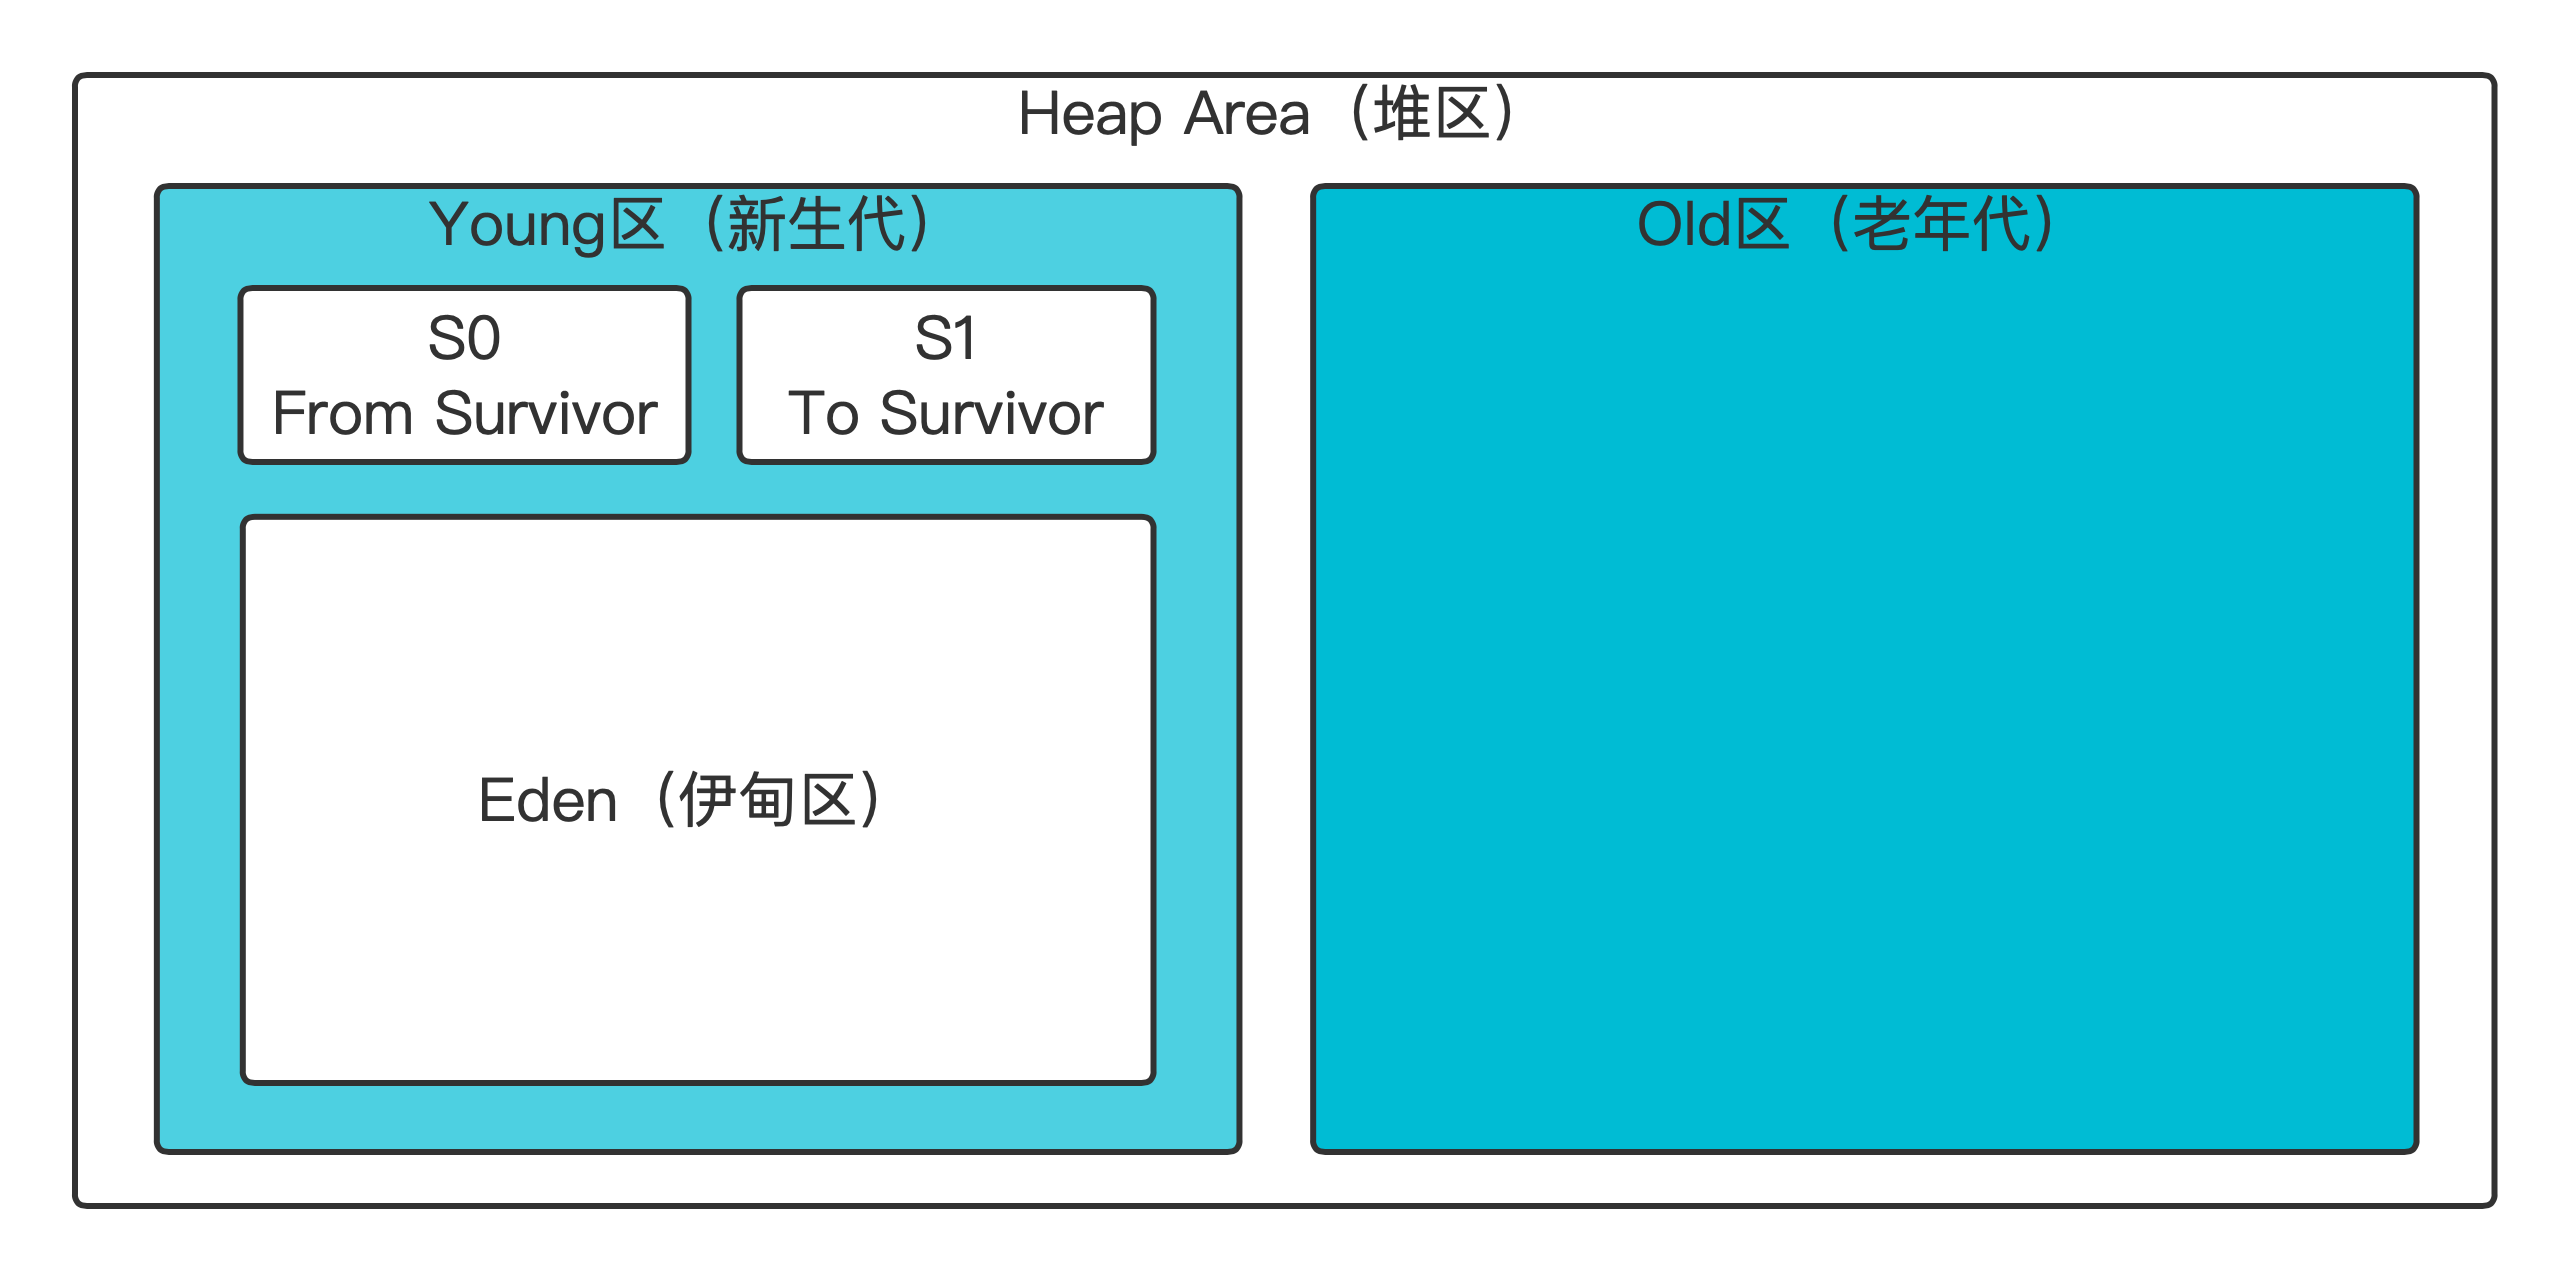 Heap Area（堆区）
Young区（新生代）
S0
From Survivor
S1
To Survivor
Eden（伊甸区）
Old区（老年代）